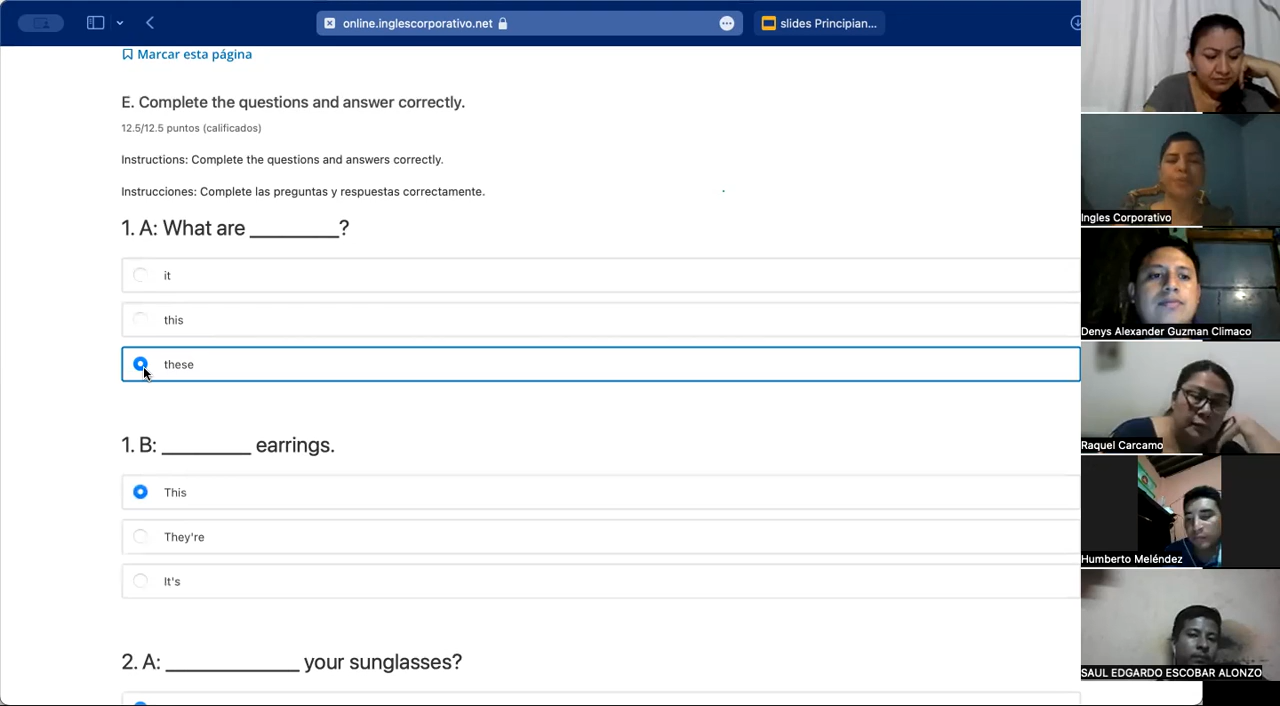 online.inglescorporativo.net
slides Principian...
Marcar esta página
E. Complete the questions and answer correctly.
12.5/12.5 puntos (calificados)
Instructions: Complete the questions and answers correctly.
Instrucciones: Complete las preguntas y respuestas correctamente.
1. A: What are _________?
it
this
these
1. B: _________ earrings.
This
They're
It's
2. A: _____________ your sunglasses?
Ingles Corporativo
Denys Alexander Guzman Climaco
Raquel Carcamo
Humberto Meléndez
SAUL EDGARDO ESCOBAR ALONZO